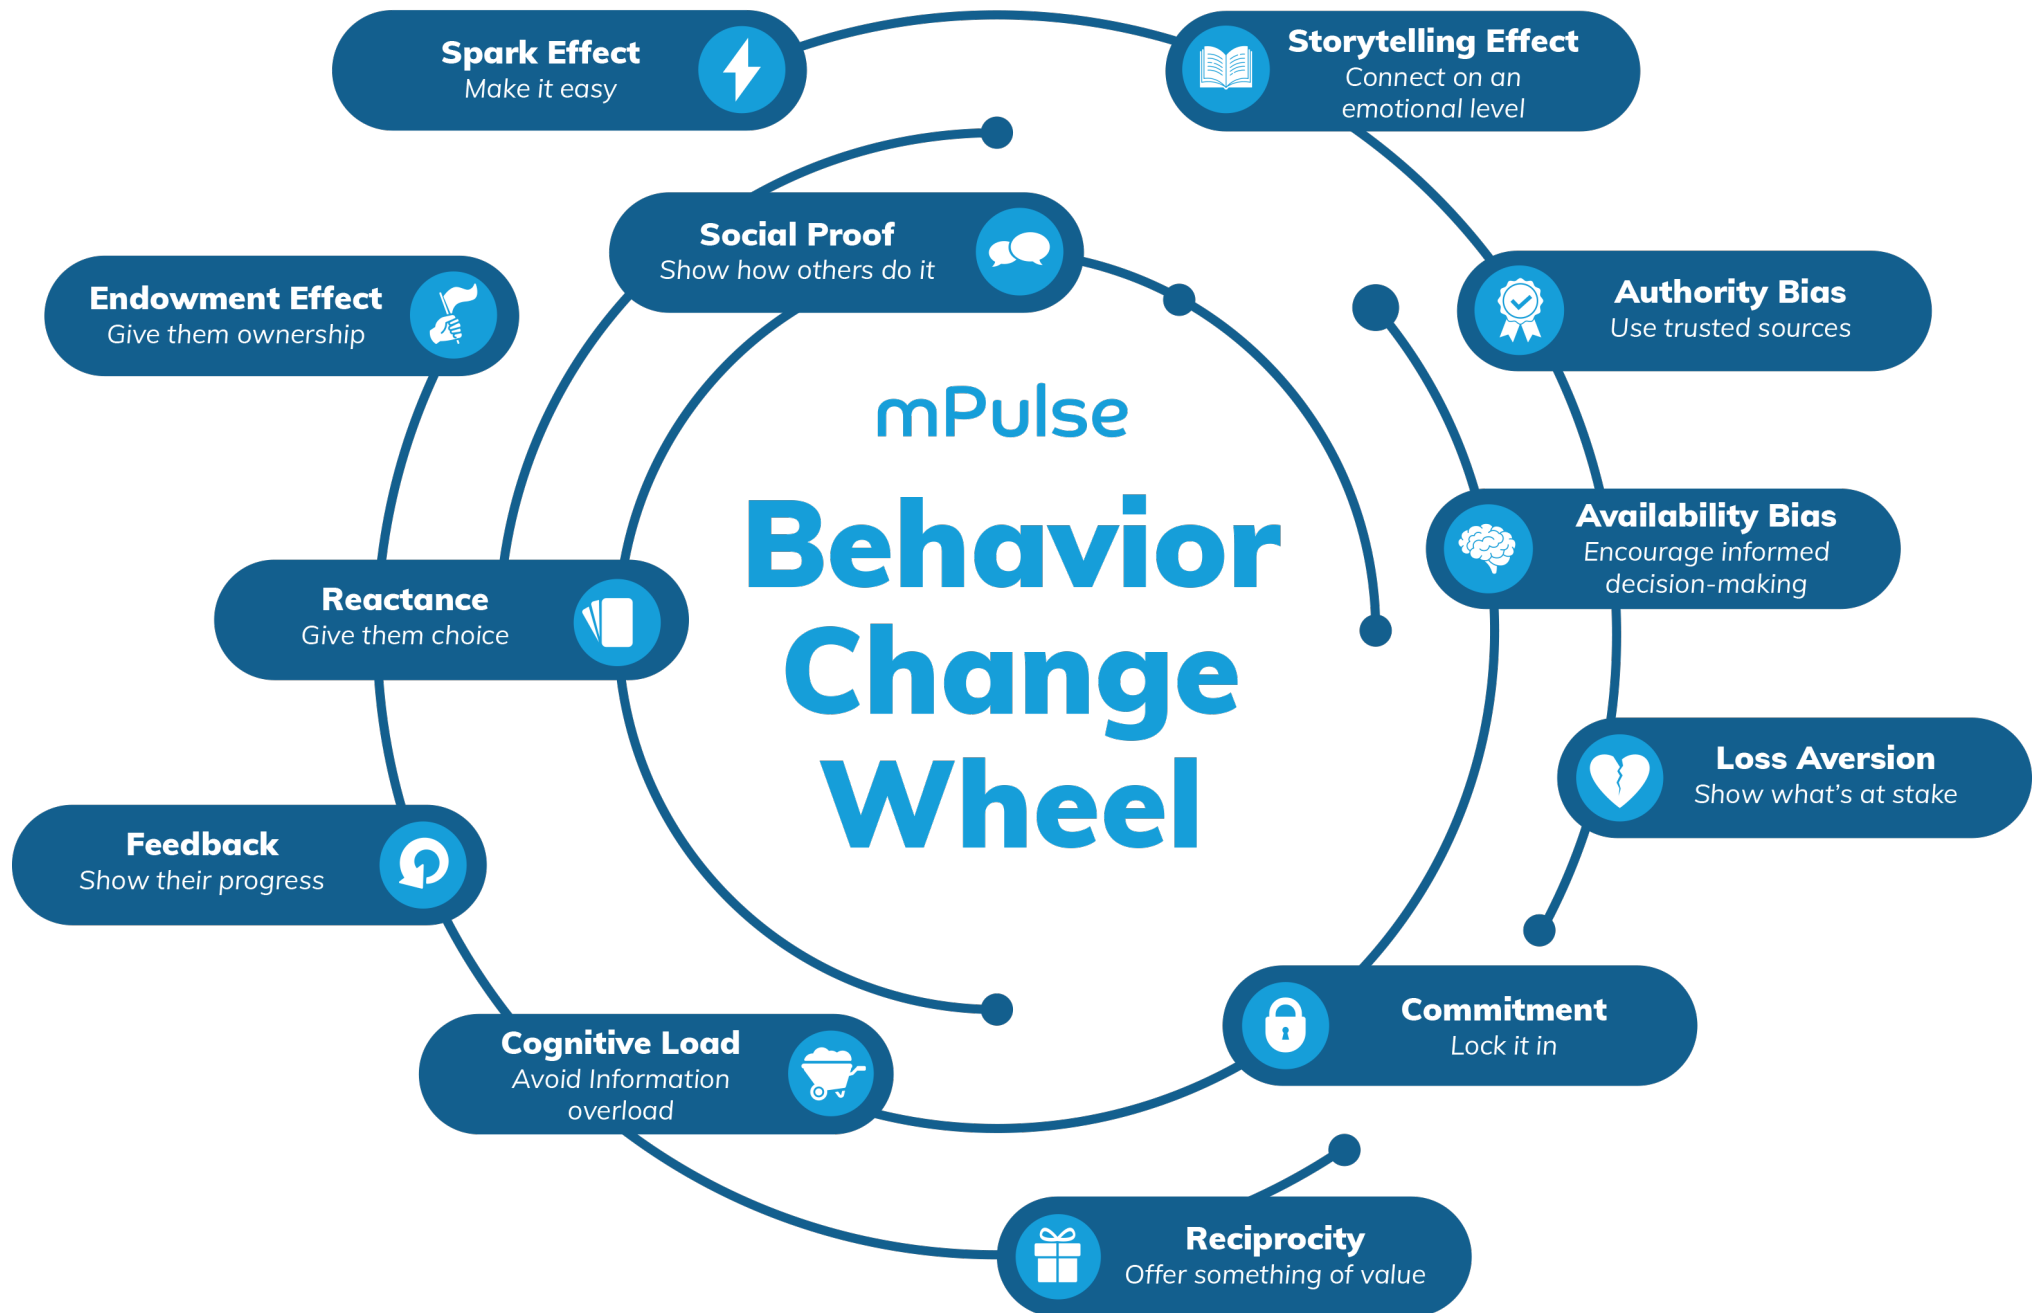 Spark Effect
Make it easy
Storytelling Effect
Connect on an
emotional level
Social Proof
Show how others do it
Endowment Effect
Give them ownership
Authority Bias
Use trusted sources
mPulse
Behavior
Change
Wheel
Availability Bias
Encourage informed
decision-making
Reactance
Give them choice
Loss Aversion
Show what's at stake
Feedback
Show their progress
Commitment
Lock it in
Cognitive Load
Avoid Information
overload
Reciprocity
Offer something of value